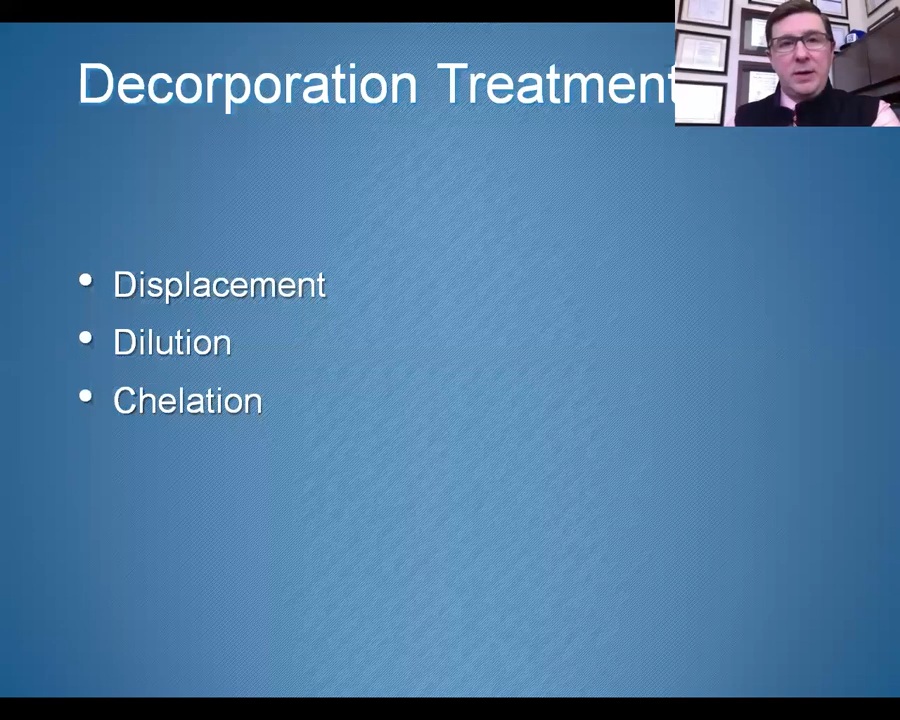 Decorporation Treatment
• Displacement
• Dilution
• Chelation